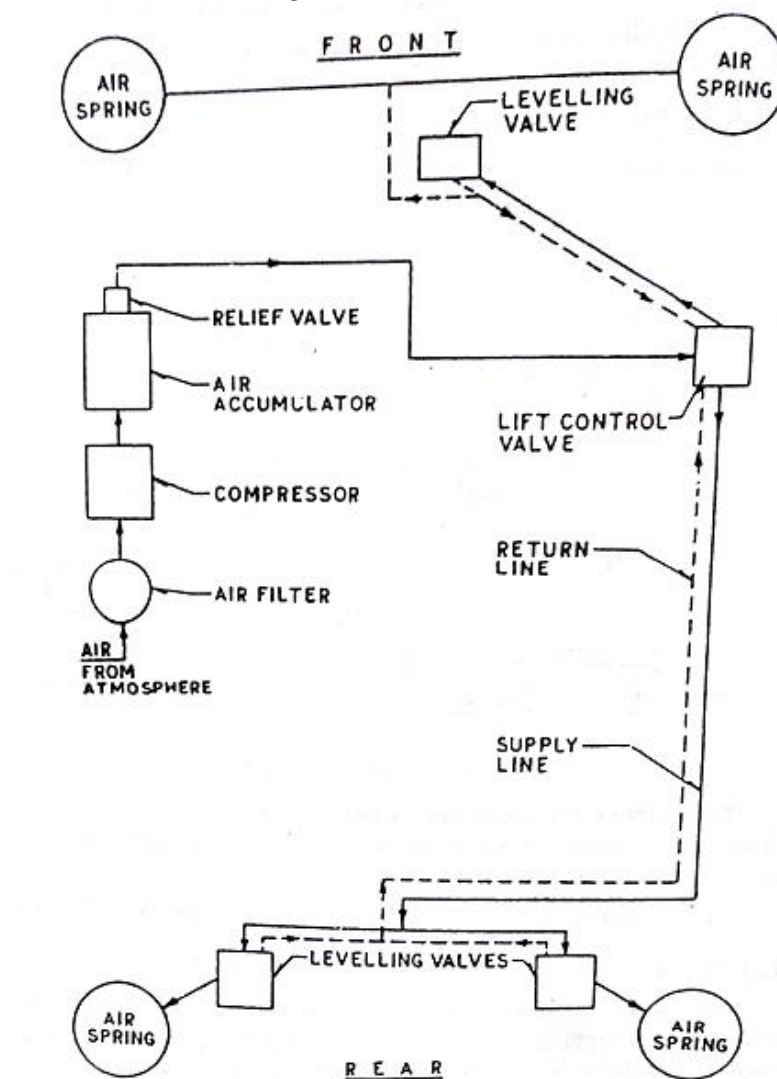 FRONT
AIR
SPRING
AIR
SPRING
LEVELLING
VALVE
RELIEF VALVE
AIR
ACCUMULATOR
LIFT CONTROL
VALVE
COMPRESSOR
RETURN
LINE
AIR FILTER
AIR
FROM
ATMOSPHERE
SUPPLY
LINE
LEVELLING VALVES
AIR
SPRING
AIR
SPRING
REAR